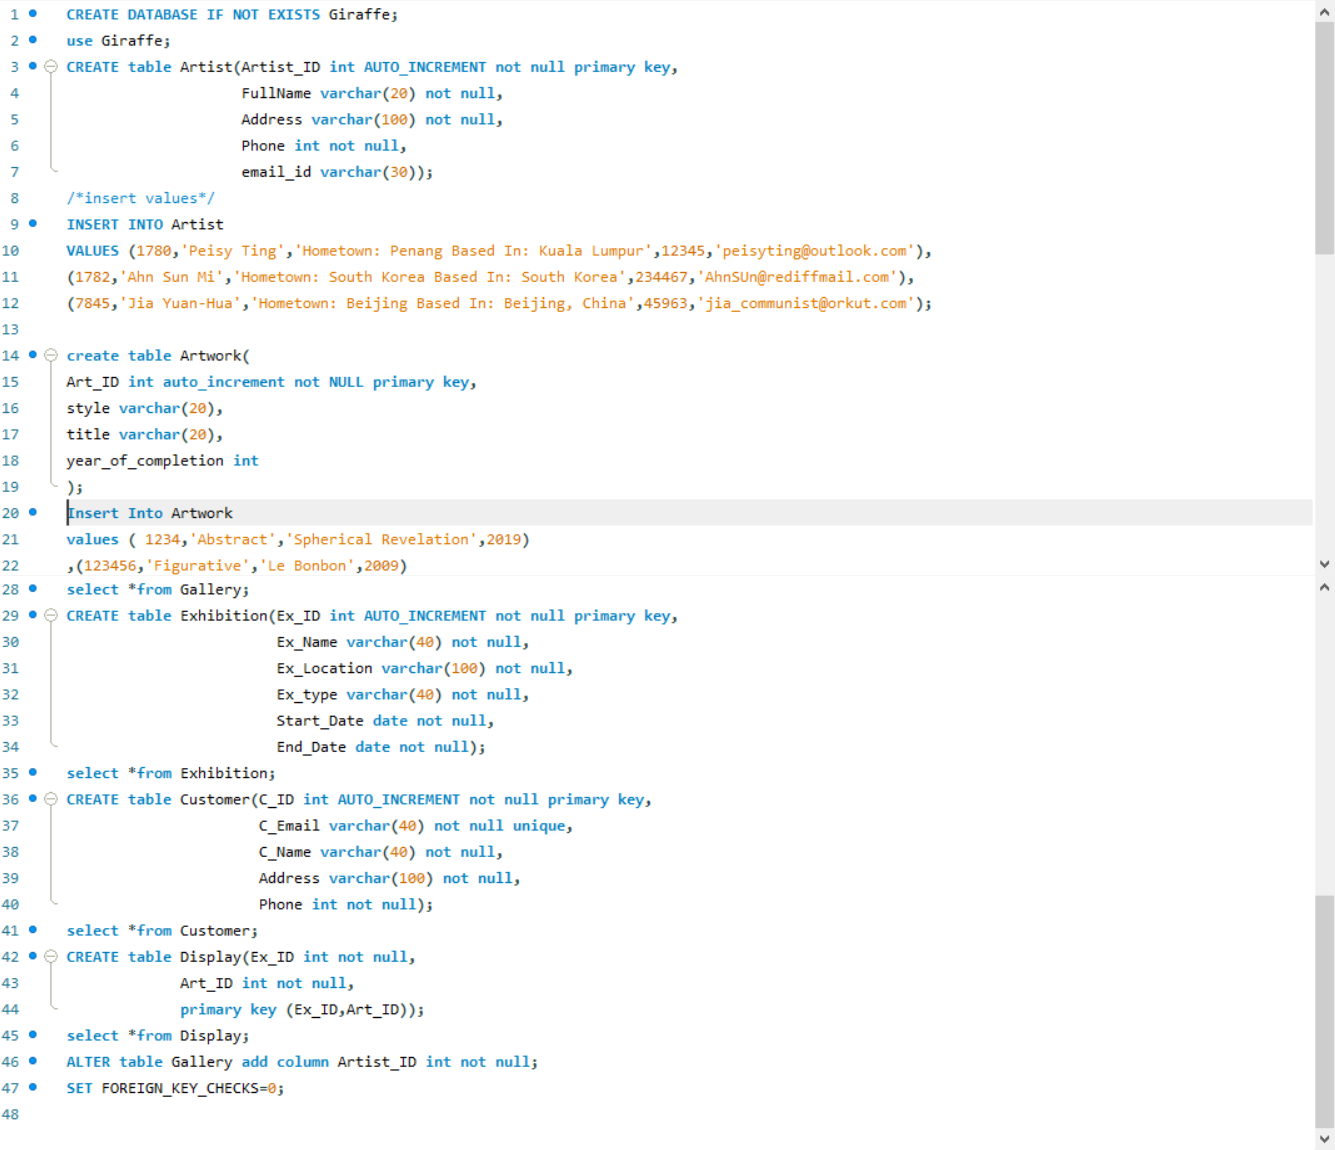 1 CREATE DATABASE IF NOT EXISTS Giraffe;
2 use Giraffe;
3 CREATE table Artist(Artist_ID int AUTO_INCREMENT not null primary key,
4 FullName varchar(20) not null,
5 Address varchar(100) not null,
6 Phone int not null,
7 email_id varchar(30));
8 /*insert values*/
9 INSERT INTO Artist
10 VALUES (1780,'Peisy Ting','Hometown: Penang Based In: Kuala Lumpur',12345,'peisyting@outlook.com'),
11 (1782,'Ahn Sun Mi','Hometown: South Korea Based In: South Korea',234467,'AhnSUn@rediffmail.com'),
12 (7845,'Jia Yuan-Hua','Hometown: Beijing Based In: Beijing, China',45963,'jia_communist@orkut.com');
13
14 create table Artwork(
15 Art_ID int auto_increment not NULL primary key,
16 style varchar(20),
17 title varchar(20),
18 year_of_completion int
19 );
20 Insert Into Artwork
21 values ( 1234,'Abstract','Spherical Revelation',2019)
22 ,(123456,'Figurative','Le Bonbon',2009)
28 select *from Gallery;
29 CREATE table Exhibition(Ex_ID int AUTO_INCREMENT not null primary key,
30 Ex_Name varchar(40) not null,
31 Ex_Location varchar(100) not null,
32 Ex_type varchar(40) not null,
33 Start_Date date not null,
34 End_Date date not null);
35 select *from Exhibition;
36 CREATE table Customer(C_ID int AUTO_INCREMENT not null primary key,
37 C_Email varchar(40) not null unique,
38 C_Name varchar(40) not null,
39 Address varchar(100) not null,
40 Phone int not null);
41 select *from Customer;
42 CREATE table Display(Ex_ID int not null,
43 Art_ID int not null,
44 primary key (Ex_ID,Art_ID));
45 select *from Display;
46 ALTER table Gallery add column Artist_ID int not null;
47 SET FOREIGN_KEY_CHECKS=0;
48